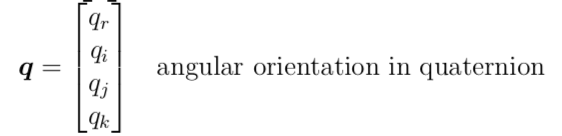 q = [q_r q_i q_j q_k] angular orientation in quaternion